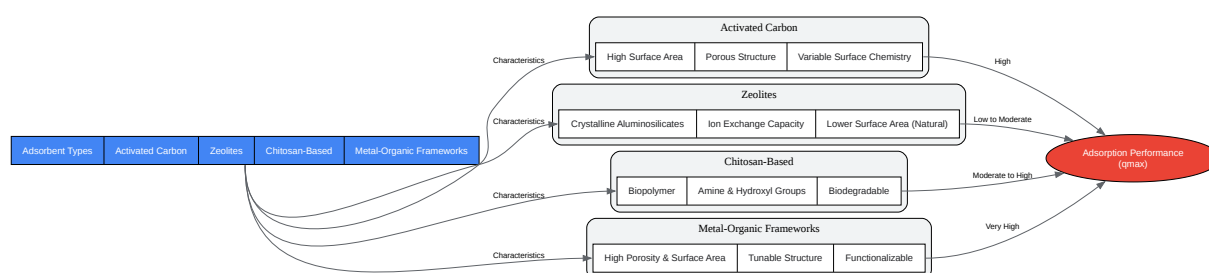 Adsorbent Types
Activated Carbon
Zeolites
Chitosan-Based
Metal-Organic Frameworks
Characteristics
Characteristics
Characteristics
Characteristics
Activated Carbon
High Surface Area
Porous Structure
Variable Surface Chemistry
Zeolites
Crystalline Aluminosilicates
Ion Exchange Capacity
Lower Surface Area (Natural)
Chitosan-Based
Biopolymer
Amine & Hydroxyl Groups
Biodegradable
Metal-Organic Frameworks
High Porosity & Surface Area
Tunable Structure
Functionalizable
High
Low to Moderate
Moderate to High
Very High
Adsorption Performance
(qmax)